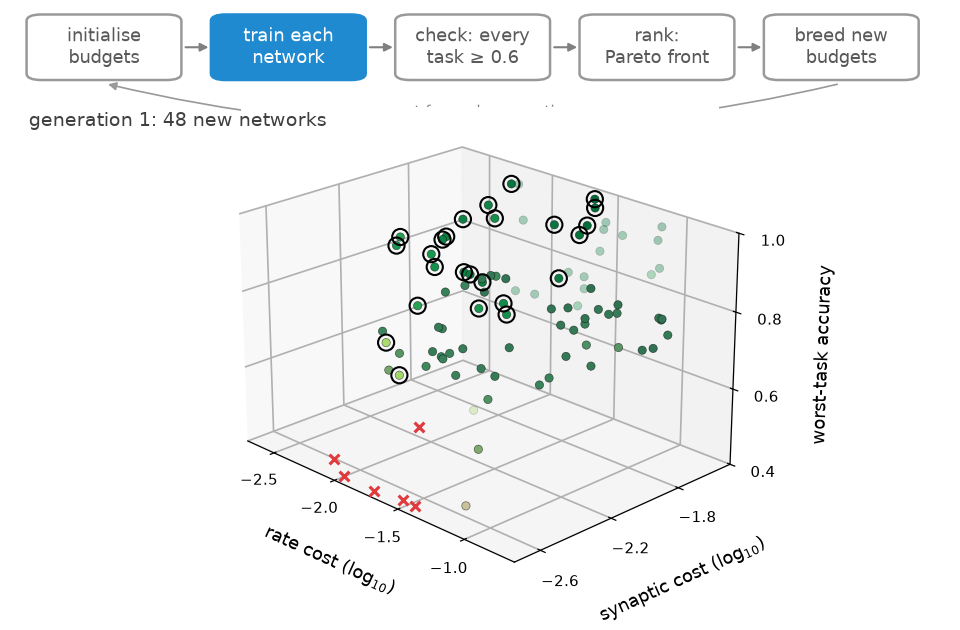 initialise
budgets
train each
network
check: every
task ≥ 0.6
rank:
Pareto front
breed new
budgets
generation 1: 48 new networks
1.0
0.8
0.6
0.4
worst-task accuracy
−2.5
−2.0
−1.5
−1.0
rate cost (log₁₀)
−1.8
−2.2
−2.6
synaptic cost (log₁₀)